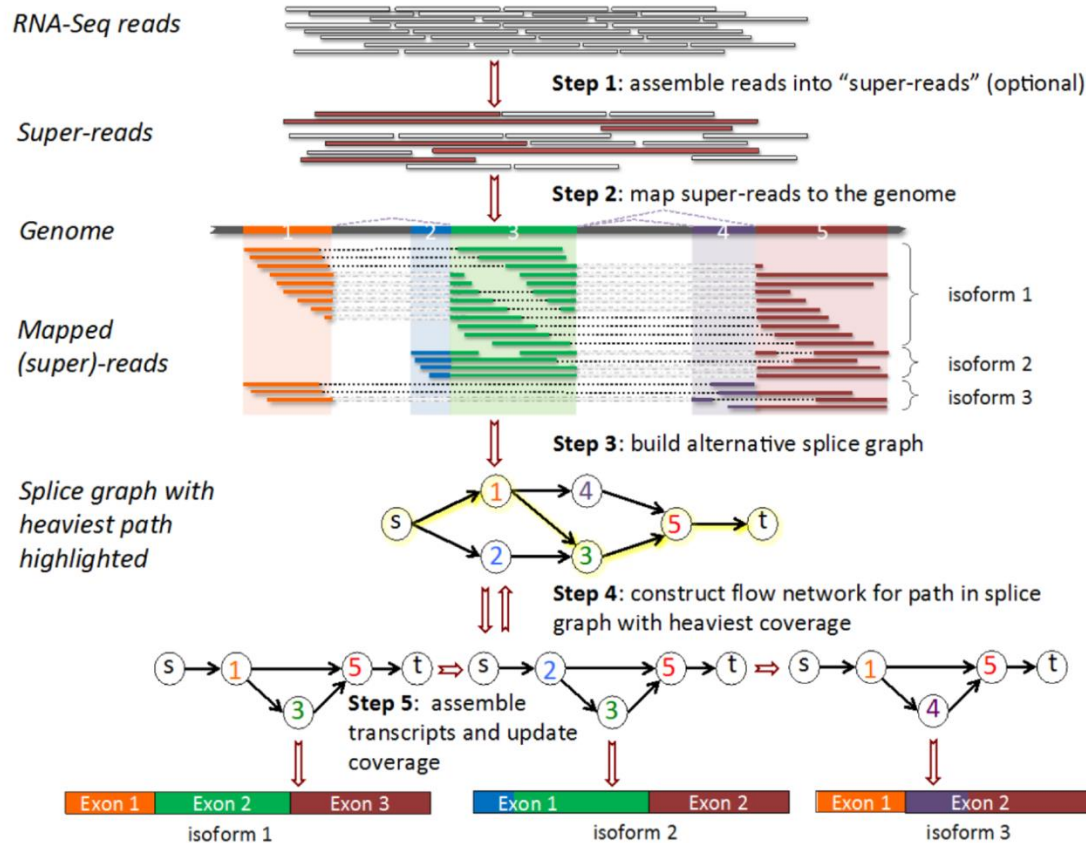 RNA-Seq reads
Step 1: assemble reads into “super-reads” (optional)
Super-reads
Step 2: map super-reads to the genome
Genome
1 2 3 4 5
Mapped
(super)-reads
isoform 1
isoform 2
isoform 3
Step 3: build alternative splice graph
Splice graph with
heaviest path
highlighted
1 4
s 5 t
2 3
Step 4: construct flow network for path in splice
graph with heaviest coverage
s 1 5 t s 2 5 t s 1 5 t
3 3 4
Step 5: assemble
transcripts and update
coverage
Exon 1 Exon 2 Exon 3 Exon 1 Exon 2 Exon 1 Exon 2
isoform 1 isoform 2 isoform 3